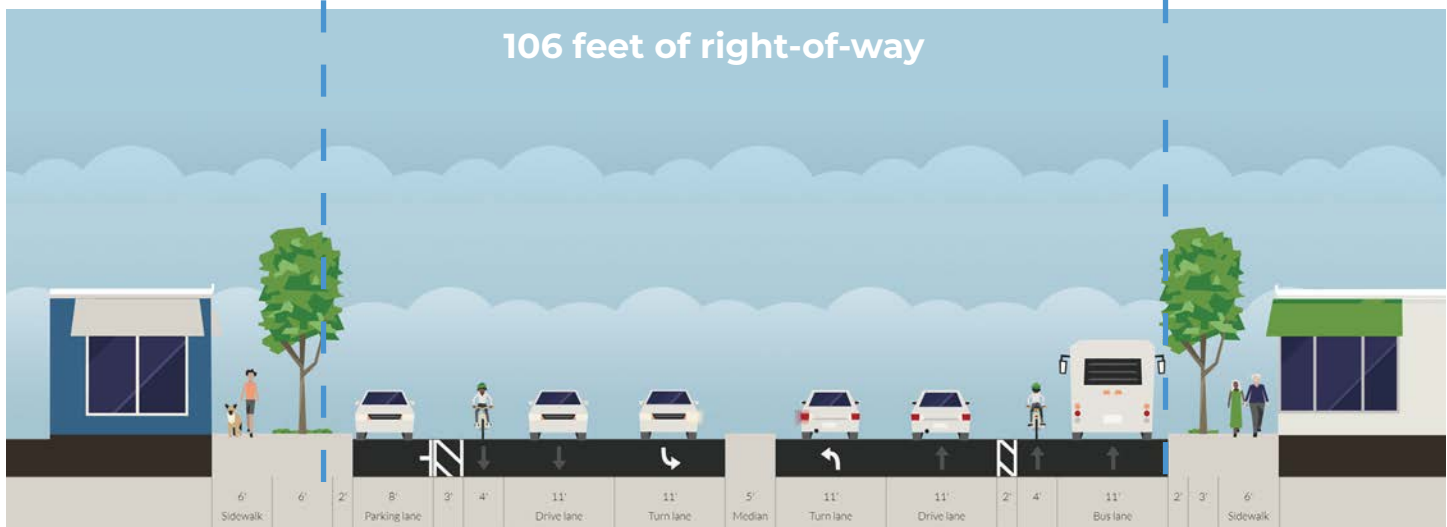 106 feet of right-of-way
6' 6' 2' 8' 3' 4' 11' 11' 5' 11' 11' 2' 4' 11' 2' 3' 6'
Sidewalk Parking lane Drive lane Turn lane Median Turn lane Drive lane Bus lane Sidewalk